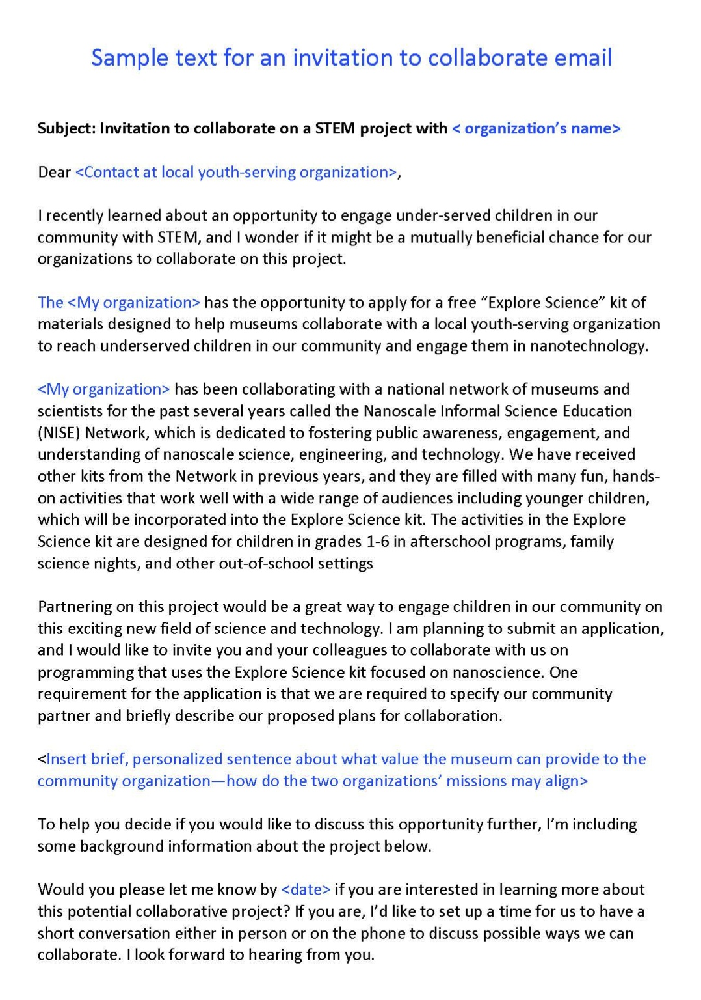 Sample text for an invitation to collaborate email
Subject: Invitation to collaborate on a STEM project with < organization’s name>
Dear <Contact at local youth-serving organization>,
I recently learned about an opportunity to engage under-served children in our
community with STEM, and I wonder if it might be a mutually beneficial chance for our
organizations to collaborate on this project.
The <My organization> has the opportunity to apply for a free “Explore Science” kit of
materials designed to help museums collaborate with a local youth-serving organization
to reach underserved children in our community and engage them in nanotechnology.
<My organization> has been collaborating with a national network of museums and
scientists for the past several years called the Nanoscale Informal Science Education
(NISE) Network, which is dedicated to fostering public awareness, engagement, and
understanding of nanoscale science, engineering, and technology. We have received
other kits from the Network in previous years, and they are filled with many fun, hands-
on activities that work well with a wide range of audiences including younger children,
which will be incorporated into the Explore Science kit. The activities in the Explore
Science kit are designed for children in grades 1-6 in afterschool programs, family
science nights, and other out-of-school settings
Partnering on this project would be a great way to engage children in our community on
this exciting new field of science and technology. I am planning to submit an application,
and I would like to invite you and your colleagues to collaborate with us on
programming that uses the Explore Science kit focused on nanoscience. One
requirement for the application is that we are required to specify our community
partner and briefly describe our proposed plans for collaboration.
<Insert brief, personalized sentence about what value the museum can provide to the
community organization—how do the two organizations’ missions may align>
To help you decide if you would like to discuss this opportunity further, I’m including
some background information about the project below.
Would you please let me know by <date> if you are interested in learning more about
this potential collaborative project? If you are, I’d like to set up a time for us to have a
short conversation either in person or on the phone to discuss possible ways we can
collaborate. I look forward to hearing from you.